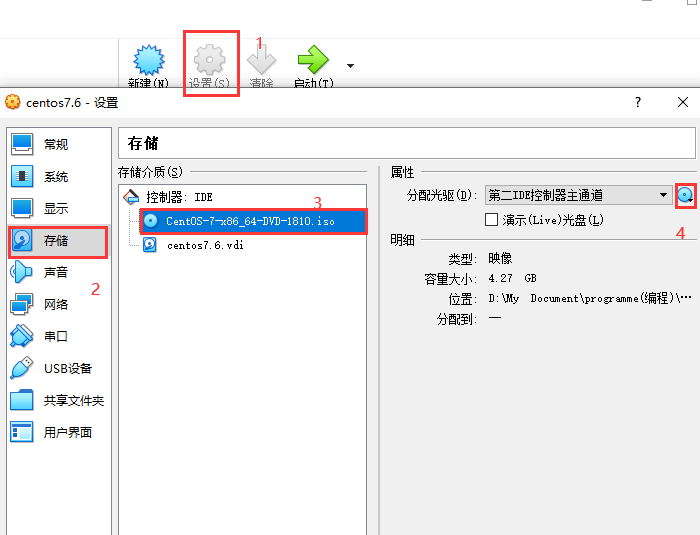 1
新建(N) 设置(S) 清除 启动(T)
centos7.6 - 设置 ? ×
常规
系统
显示
存储
声音
网络
串口
USB设备
共享文件夹
用户界面
2
存储
存储介质(S)
控制器: IDE
3
CentOS-7-x86_64-DVD-1810.iso
centos7.6.vdi
属性
分配光驱(D): 第二IDE控制器主通道
4
演示(Live)光盘(L)
明细
类型: 映像
容量大小: 4.27 GB
位置: D:\My Document\programme(编程)\···
分配到: —